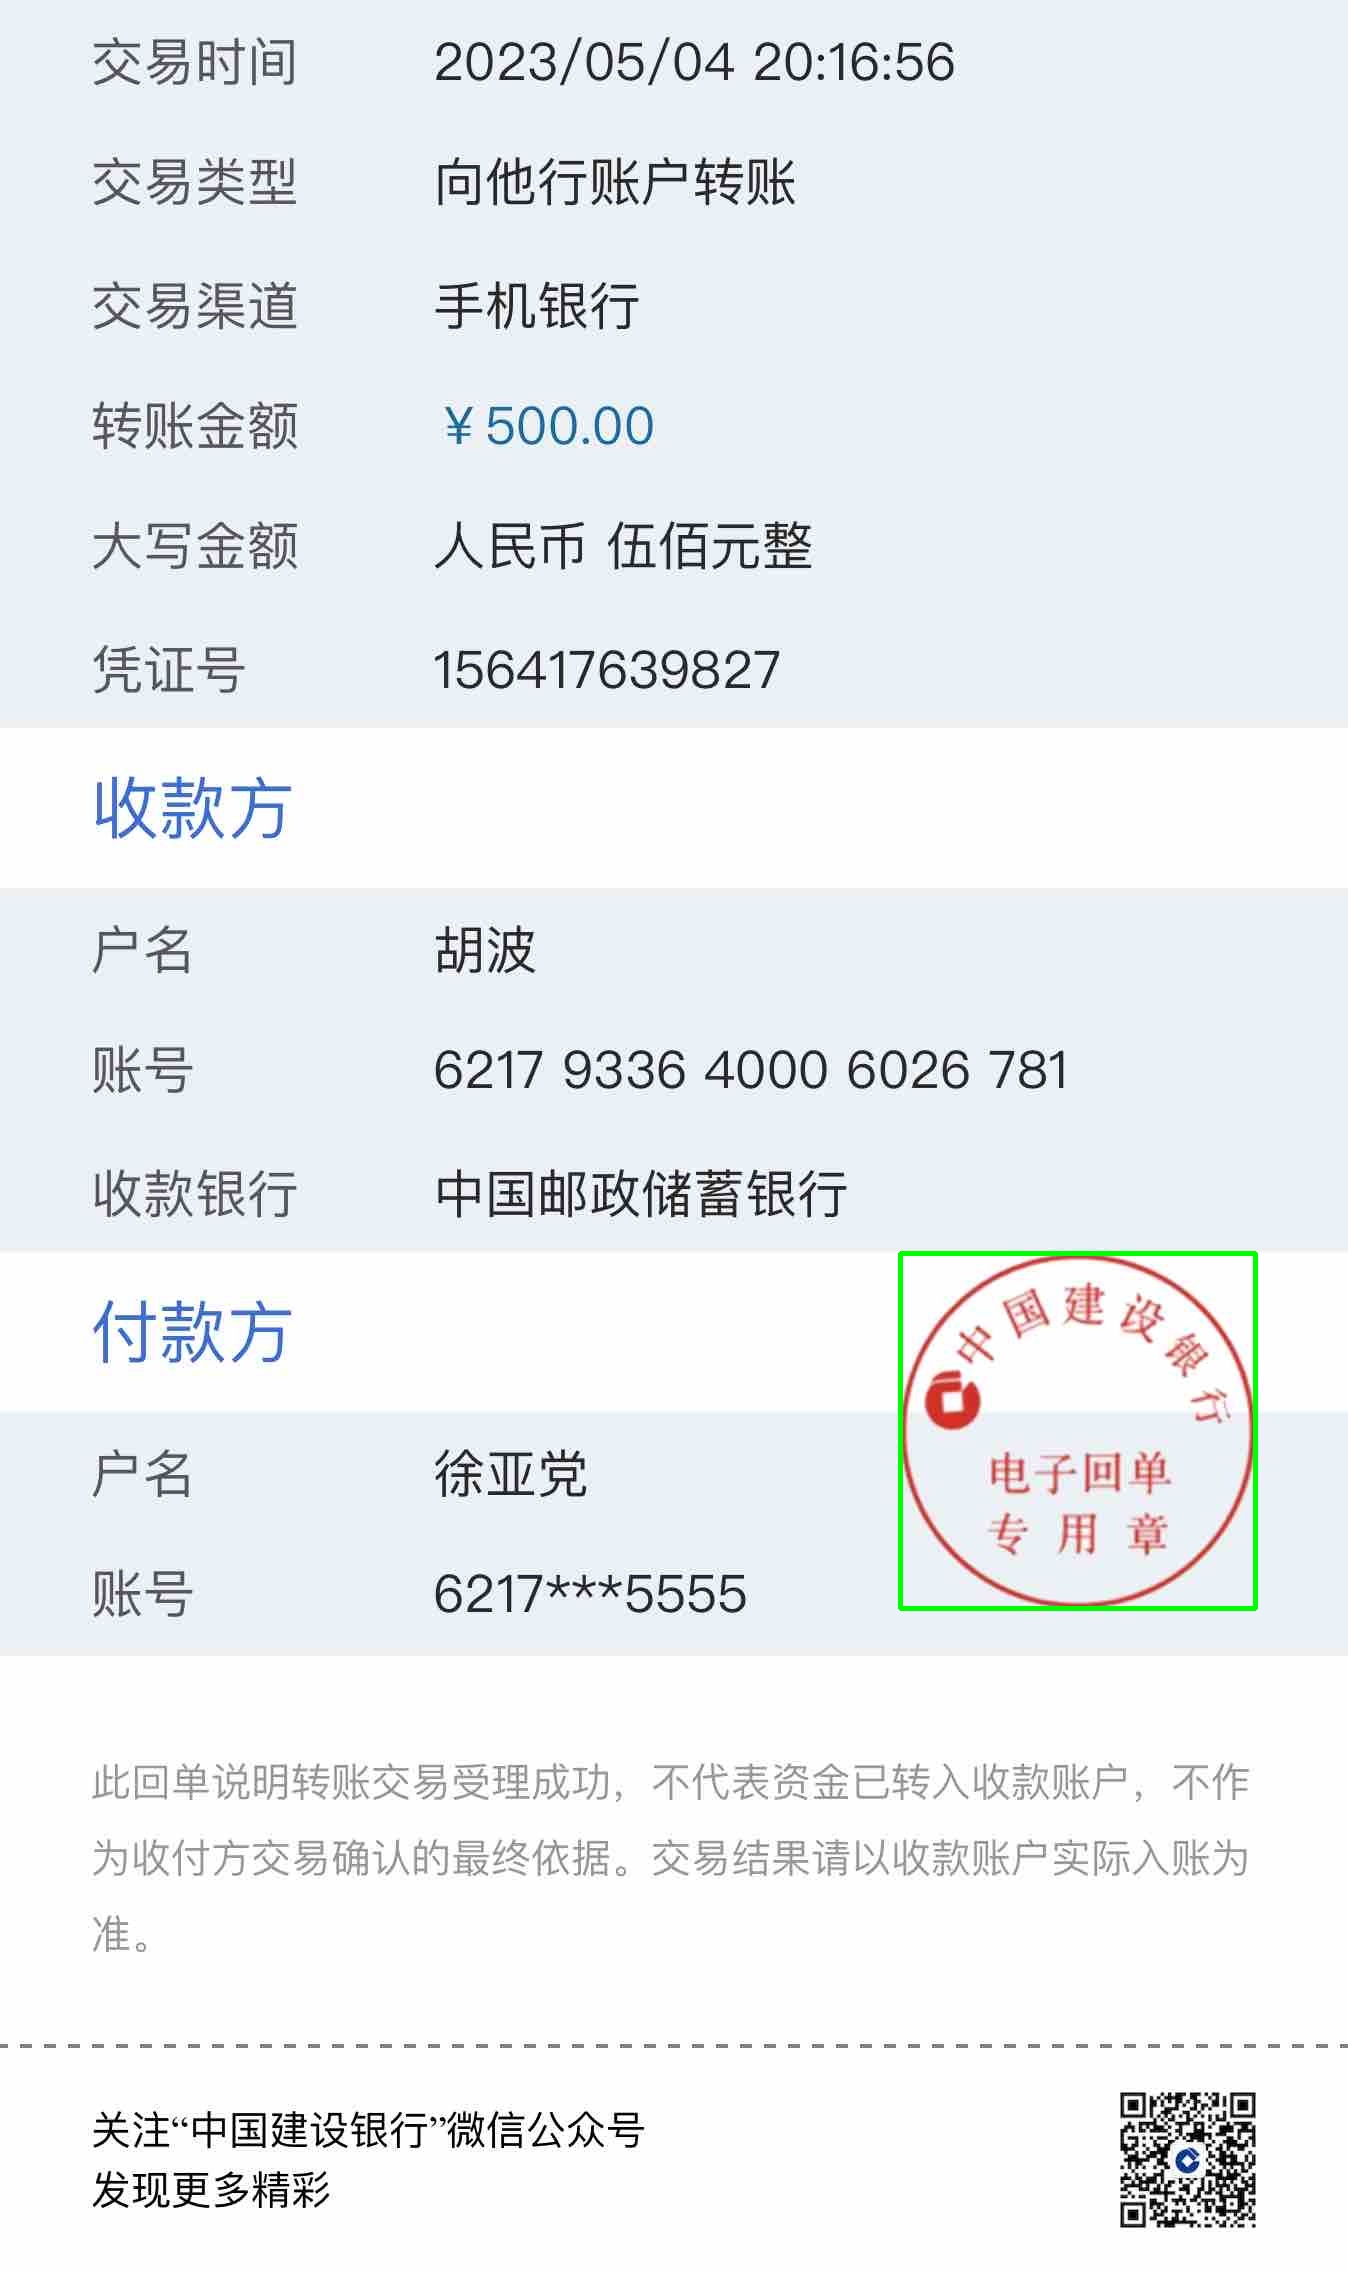 交易时间 2023/05/04 20:16:56
交易类型 向他行账户转账
交易渠道 手机银行
转账金额 ¥500.00
大写金额 人民币 伍佰元整
凭证号 156417639827
收款方
户名 胡波
账号 6217 9336 4000 6026 781
收款银行 中国邮政储蓄银行
付款方
中国建设银行
电子回单
专用章
户名 徐亚党
账号 6217***5555
此回单说明转账交易受理成功，不代表资金已转入收款账户，不作
为收付方交易确认的最终依据。交易结果请以收款账户实际入账为
准。
关注“中国建设银行”微信公众号
发现更多精彩